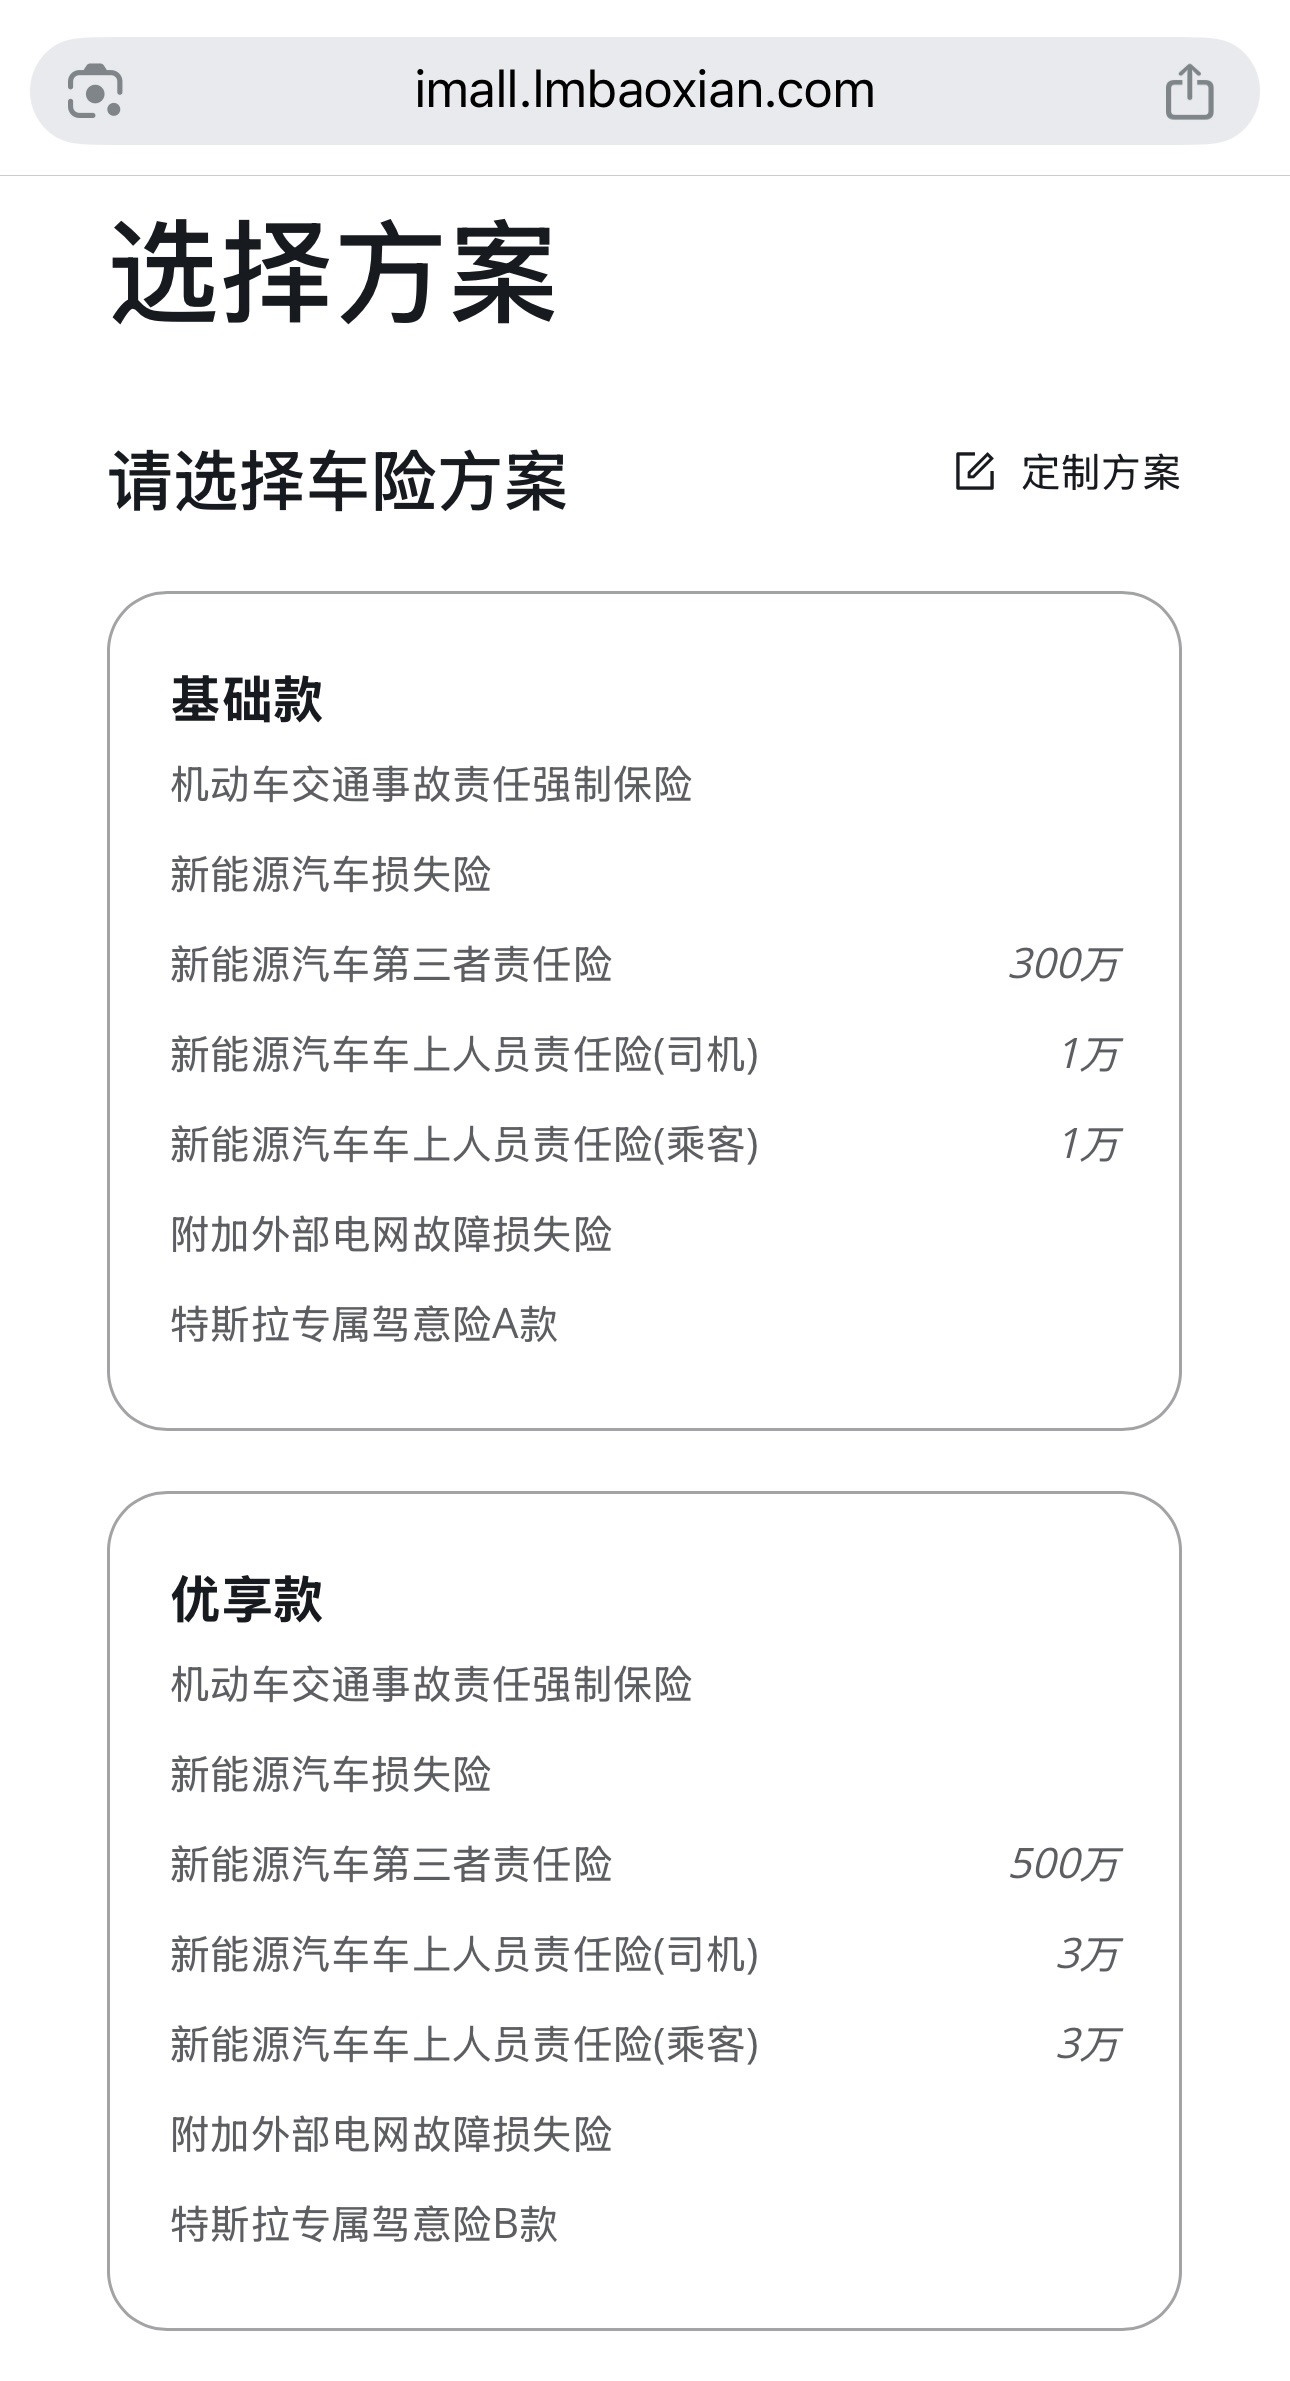 imall.lmbaoxian.com
选择方案
请选择车险方案
定制方案
基础款
机动车交通事故责任强制保险
新能源汽车损失险
新能源汽车第三者责任险 300万
新能源汽车车上人员责任险(司机) 1万
新能源汽车车上人员责任险(乘客) 1万
附加外部电网故障损失险
特斯拉专属驾意险A款
优享款
机动车交通事故责任强制保险
新能源汽车损失险
新能源汽车第三者责任险 500万
新能源汽车车上人员责任险(司机) 3万
新能源汽车车上人员责任险(乘客) 3万
附加外部电网故障损失险
特斯拉专属驾意险B款